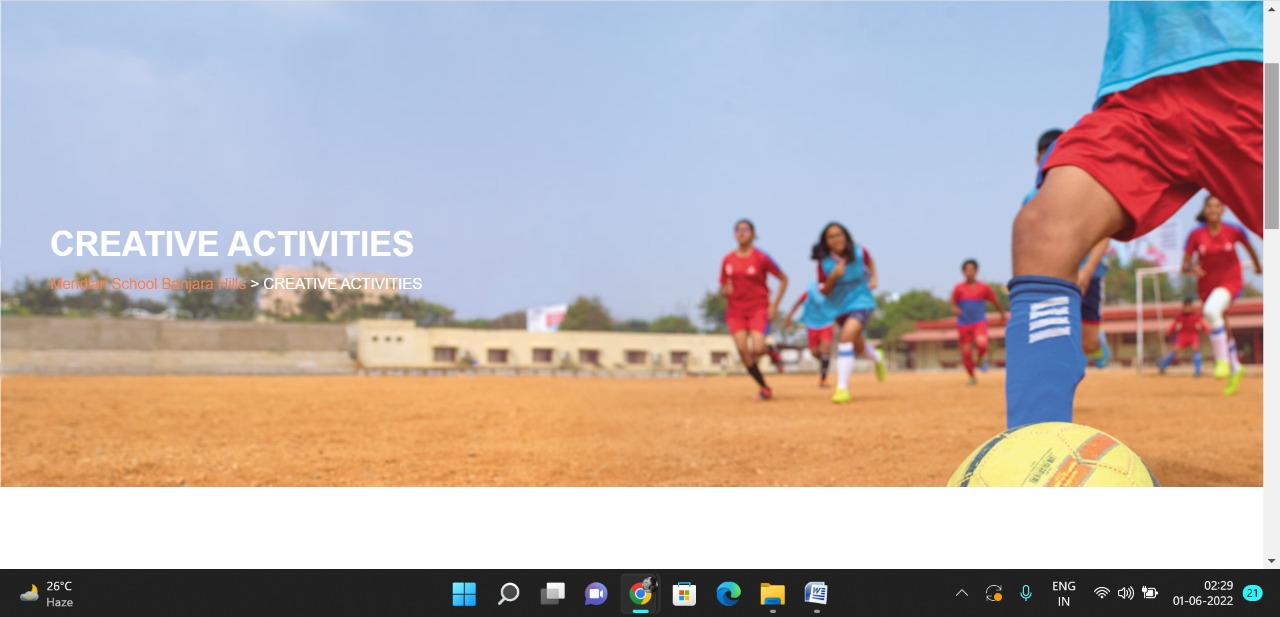 CREATIVE ACTIVITIES
Meridian School Banjara Hills > CREATIVE ACTIVITIES
26°C
Haze
ENG
IN
02:29
01-06-2022
21